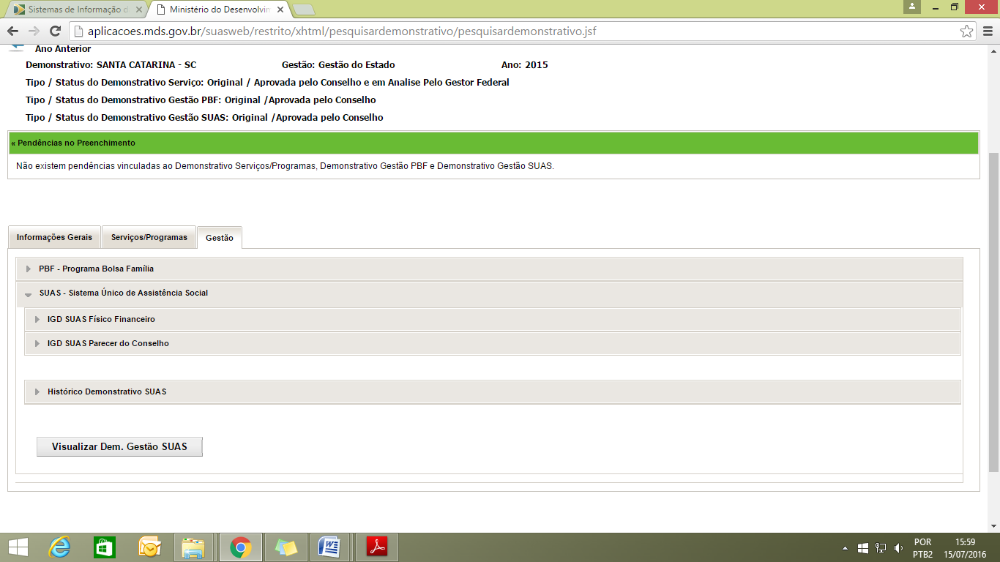 Sistemas de Informação d
Ministério do Desenvolvim
aplicacoes.mds.gov.br/suasweb/restrito/xhtml/pesquisardemonstrativo/pesquisardemonstrativo.jsf
Ano Anterior
Demonstrativo: SANTA CATARINA - SC Gestão: Gestão do Estado Ano: 2015
Tipo / Status do Demonstrativo Serviço: Original / Aprovada pelo Conselho e em Analise Pelo Gestor Federal
Tipo / Status do Demonstrativo Gestão PBF: Original /Aprovada pelo Conselho
Tipo / Status do Demonstrativo Gestão SUAS: Original /Aprovada pelo Conselho
« Pendências no Preenchimento
Não existem pendências vinculadas ao Demonstrativo Serviços/Programas, Demonstrativo Gestão PBF e Demonstrativo Gestão SUAS.
Informações Gerais Serviços/Programas Gestão
PBF - Programa Bolsa Família
SUAS - Sistema Único de Assistência Social
IGD SUAS Físico Financeiro
IGD SUAS Parecer do Conselho
Histórico Demonstrativo SUAS
Visualizar Dem. Gestão SUAS
POR 15:59
PTB2 15/07/2016